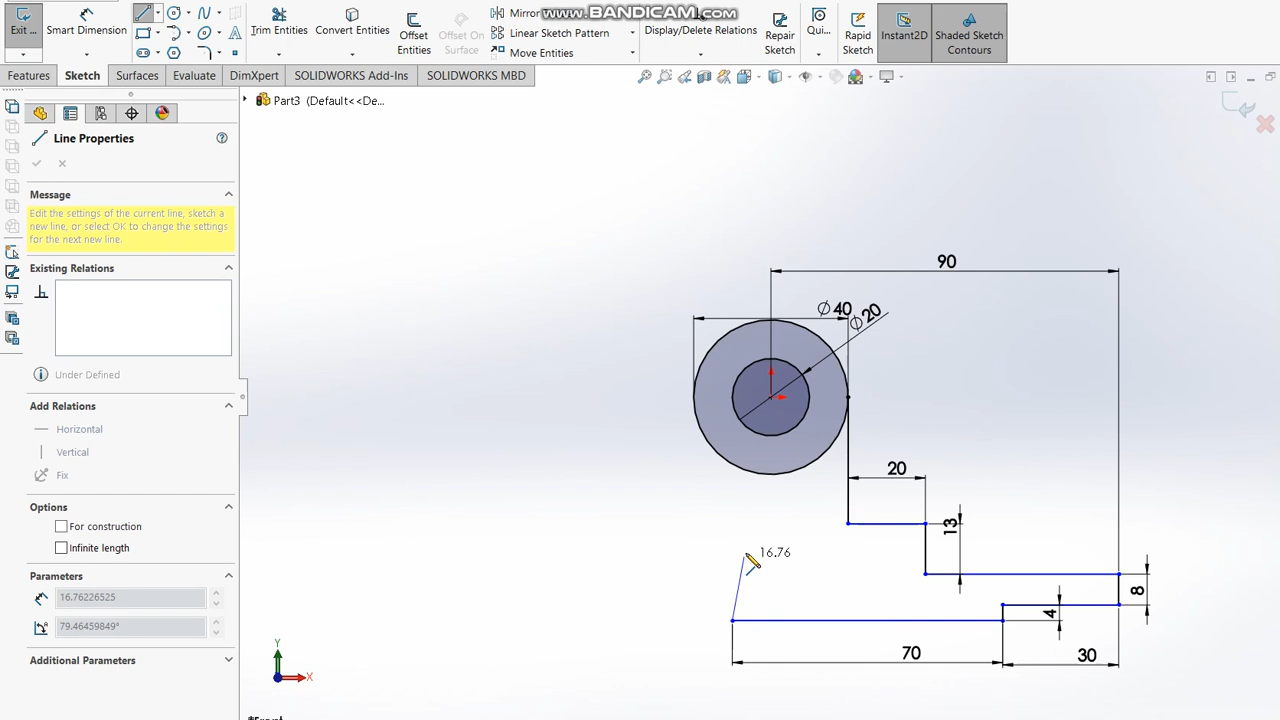 www.BANDICAM.com
Exit ...
Smart Dimension
Trim Entities
Convert Entities
Offset Entities
Offset On Surface
Mirror
Linear Sketch Pattern
Move Entities
Display/Delete Relations
Repair Sketch
Qui...
Rapid Sketch
Instant2D
Shaded Sketch Contours
Features
Sketch
Surfaces
Evaluate
DimXpert
SOLIDWORKS Add-Ins
SOLIDWORKS MBD
Part3 (Default<<De...
Line Properties
Message
Edit the settings of the current line, sketch a
new line, or select OK to change the settings
for the next new line.
Existing Relations
Under Defined
Add Relations
Horizontal
Vertical
Fix
Options
For construction
Infinite length
Parameters
16.76226525
79.46459849°
Additional Parameters
90
Ø40
Ø20
20
13
16.76
8
4
70
30
Y
X
*Front